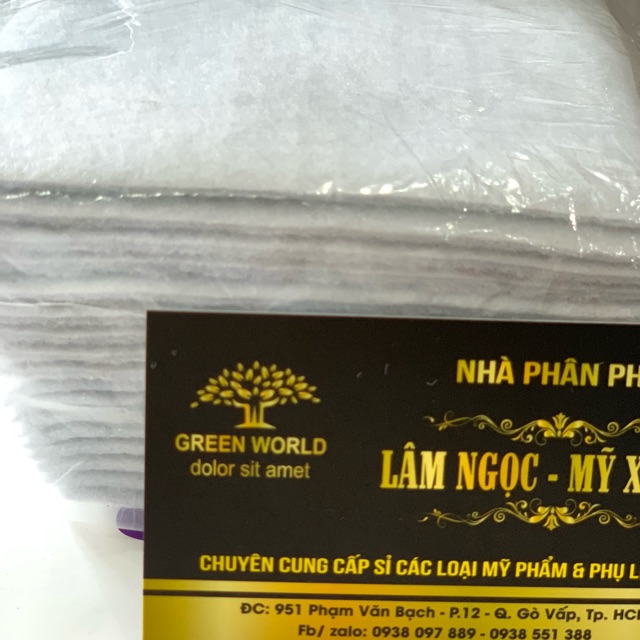 NHÀ PHÂN PH
GREEN WORLD
dolor sit amet
LÂM NGỌC - MỸ X
CHUYÊN CUNG CẤP SỈ CÁC LOẠI MỸ PHẨM & PHỤ L
ĐC: 951 Phạm Văn Bạch - P.12 - Q. Gò Vấp, Tp. HC
Fb/ zalo: 0938 097 889 - 0938 551 388